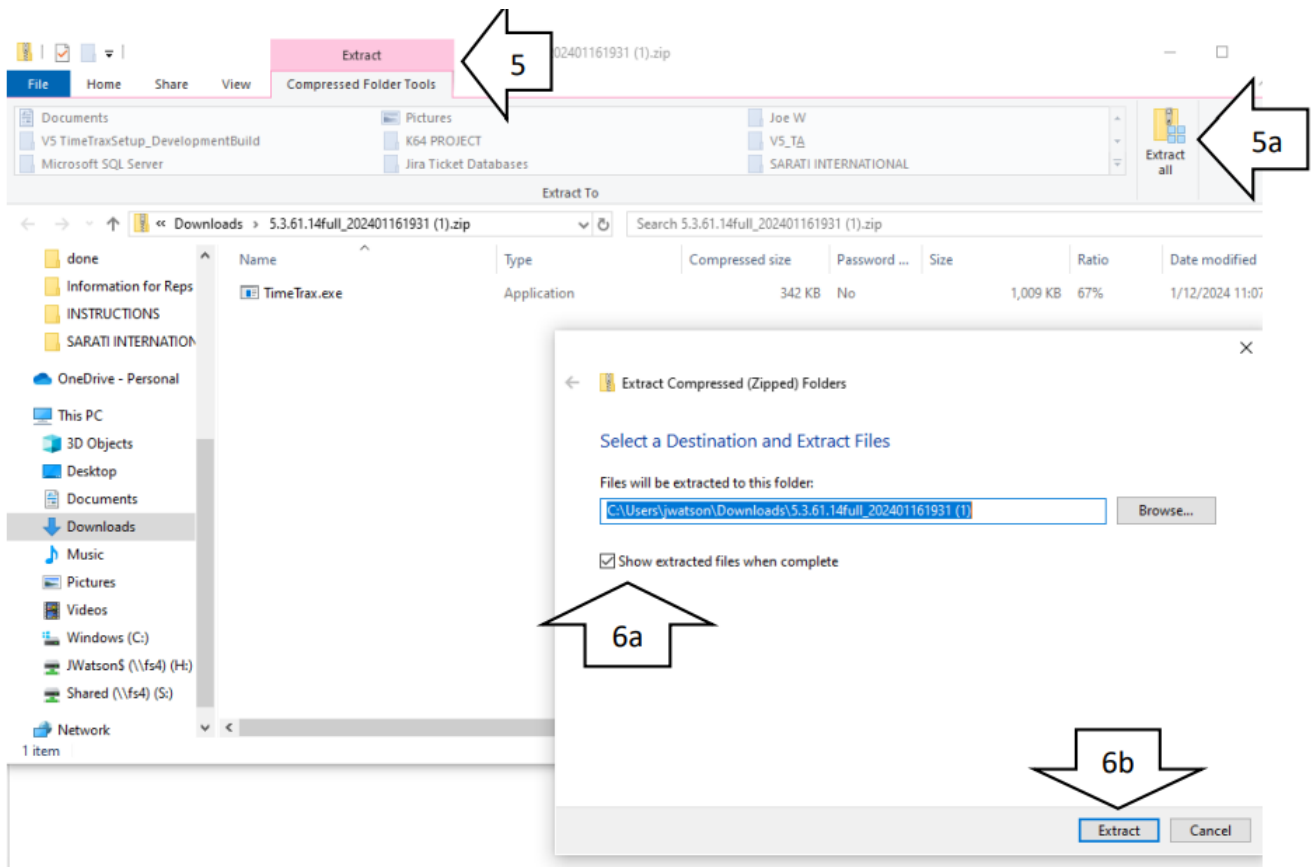 Extract
5
02401161931 (1).zip
File Home Share View Compressed Folder Tools
Documents Pictures Joe W
V5 TimeTraxSetup_DevelopmentBuild K64 PROJECT V5_TA
Microsoft SQL Server Jira Ticket Databases SARATI INTERNATIONAL
Extract all
5a
Extract To
« Downloads › 5.3.61.14full_202401161931 (1).zip Search 5.3.61.14full_202401161931 (1).zip
done Name Type Compressed size Password ... Size Ratio Date modified
Information for Reps TimeTrax.exe Application 342 KB No 1,009 KB 67% 1/12/2024 11:07
INSTRUCTIONS
SARATI INTERNATION
OneDrive - Personal
This PC
3D Objects
Desktop
Documents
Downloads
Music
Pictures
Videos
Windows (C:)
JWatson$ (\\fs4) (H:)
Shared (\\fs4) (S:)
Network
1 item
Extract Compressed (Zipped) Folders
Select a Destination and Extract Files
Files will be extracted to this folder:
C:\Users\jwatson\Downloads\5.3.61.14full_202401161931 (1)
Browse...
Show extracted files when complete
6a
6b
Extract Cancel